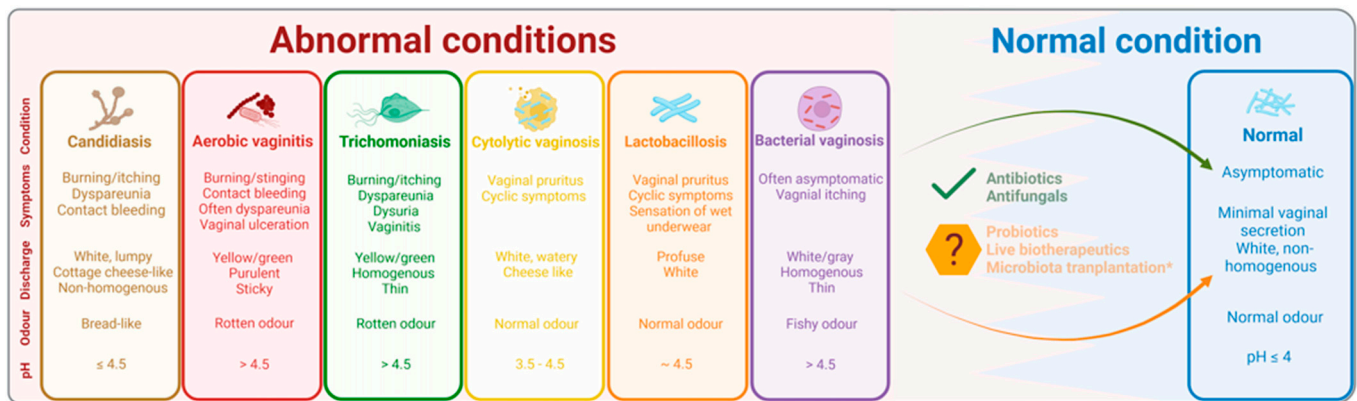 Abnormal conditions
Normal condition
Condition
Symptoms
Discharge
Odour
pH
Candidiasis
Burning/itching
Dyspareunia
Contact bleeding
White, lumpy
Cottage cheese-like
Non-homogenous
Bread-like
≤ 4.5
Aerobic vaginitis
Burning/stinging
Contact bleeding
Often dyspareunia
Vaginal ulceration
Yellow/green
Purulent
Sticky
Rotten odour
> 4.5
Trichomoniasis
Burning/itching
Dyspareunia
Dysuria
Vaginitis
Yellow/green
Homogenous
Thin
Rotten odour
> 4.5
Cytolytic vaginosis
Vaginal pruritus
Cyclic symptoms
White, watery
Cheese like
Normal odour
3.5 - 4.5
Lactobacillosis
Vaginal pruritus
Cyclic symptoms
Sensation of wet
underwear
Profuse
White
Normal odour
~ 4.5
Bacterial vaginosis
Often asymptomatic
Vagnial itching
White/gray
Homogenous
Thin
Fishy odour
> 4.5
Antibiotics
Antifungals
?
Probiotics
Live biotherapeutics
Microbiota tranplantation*
Normal
Asymptomatic
Minimal vaginal
secretion
White, non-
homogenous
Normal odour
pH ≤ 4